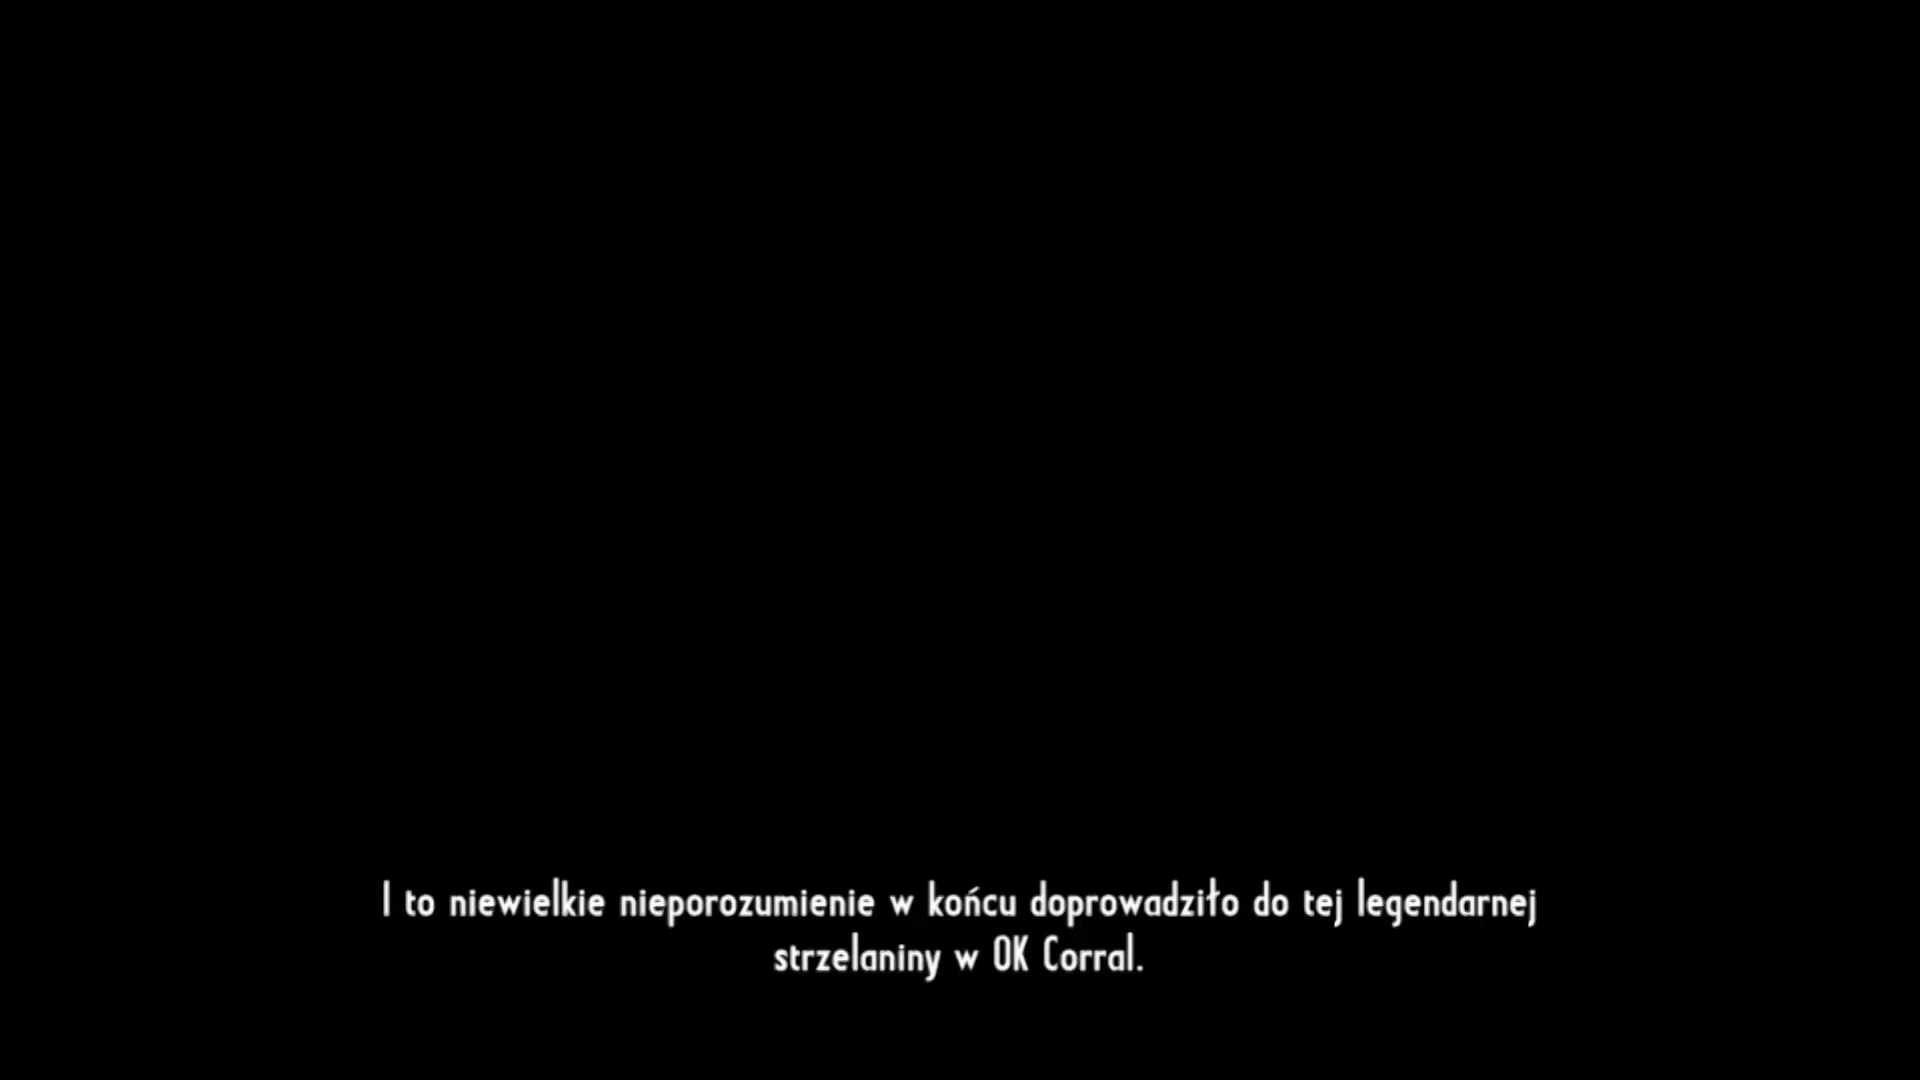 I to niewielkie nieporozumienie w końcu doprowadziło do tej legendarnej
strzelaniny w OK Corral.